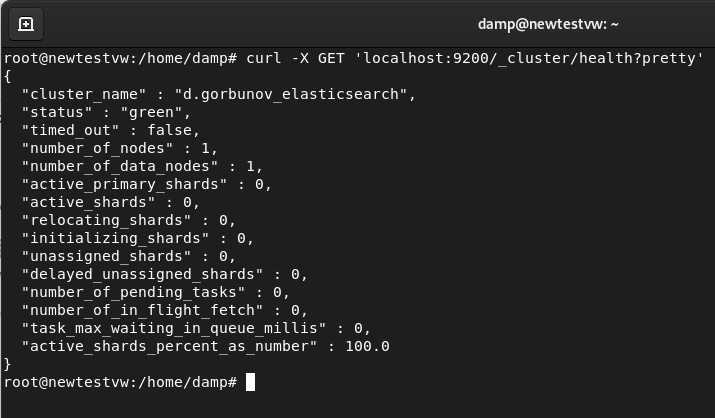 damp@newtestvw: ~
root@newtestvw:/home/damp# curl -X GET 'localhost:9200/_cluster/health?pretty'
{
  "cluster_name" : "d.gorbunov_elasticsearch",
  "status" : "green",
  "timed_out" : false,
  "number_of_nodes" : 1,
  "number_of_data_nodes" : 1,
  "active_primary_shards" : 0,
  "active_shards" : 0,
  "relocating_shards" : 0,
  "initializing_shards" : 0,
  "unassigned_shards" : 0,
  "delayed_unassigned_shards" : 0,
  "number_of_pending_tasks" : 0,
  "number_of_in_flight_fetch" : 0,
  "task_max_waiting_in_queue_millis" : 0,
  "active_shards_percent_as_number" : 100.0
}
root@newtestvw:/home/damp#